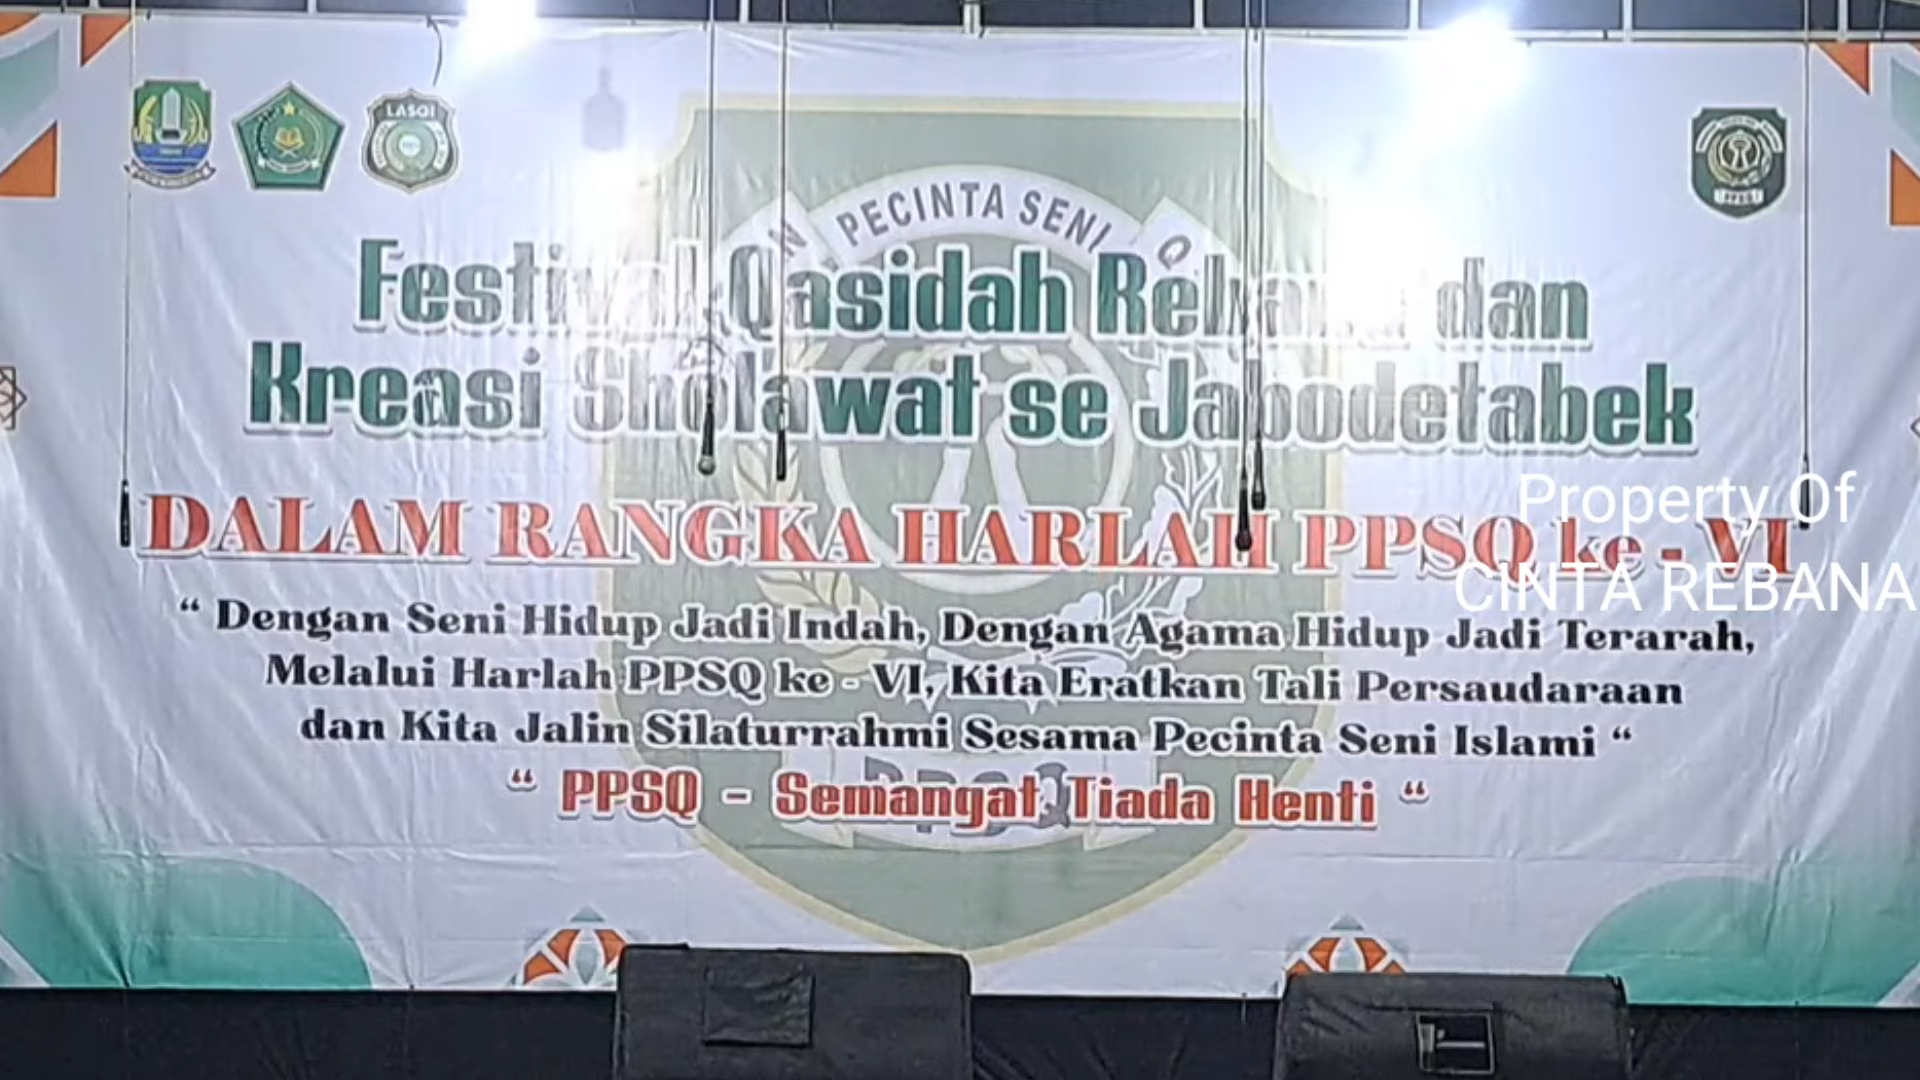 LASQI
PECINTA SENI Q
PPSQ
Festival Qasidah Rebana dan
Kreasi Sholawat se Jabodetabek
DALAM RANGKA HARLAH PPSQ ke - VI
Property Of
CINTA REBANA
“ Dengan Seni Hidup Jadi Indah, Dengan Agama Hidup Jadi Terarah,
Melalui Harlah PPSQ ke - VI, Kita Eratkan Tali Persaudaraan
dan Kita Jalin Silaturrahmi Sesama Pecinta Seni Islami “
“ PPSQ - Semangat Tiada Henti “
PPSQ